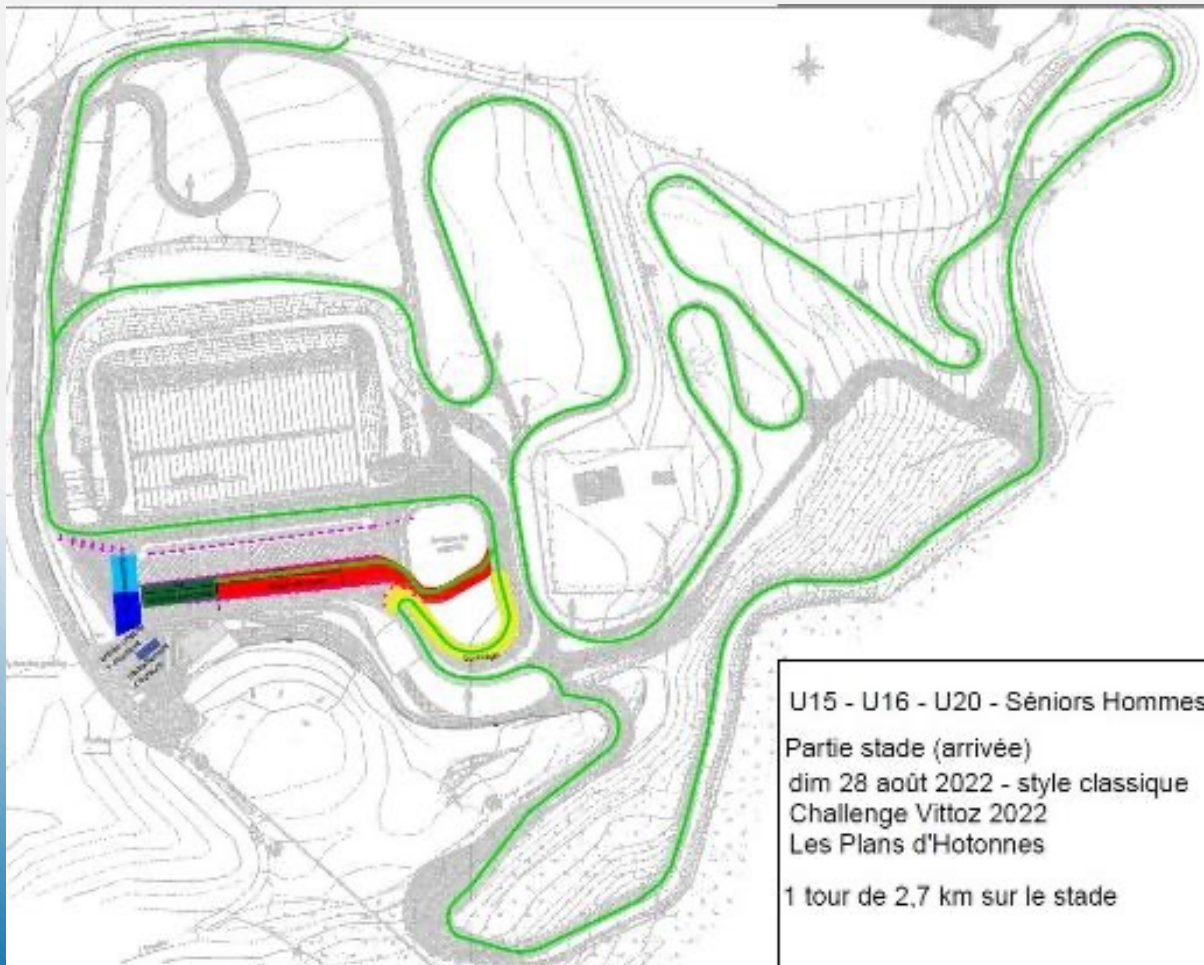 U15 - U16 - U20 - Séniors Hommes
Partie stade (arrivée)
dim 28 août 2022 - style classique
Challenge Vittoz 2022
Les Plans d'Hotonnes
1 tour de 2,7 km sur le stade